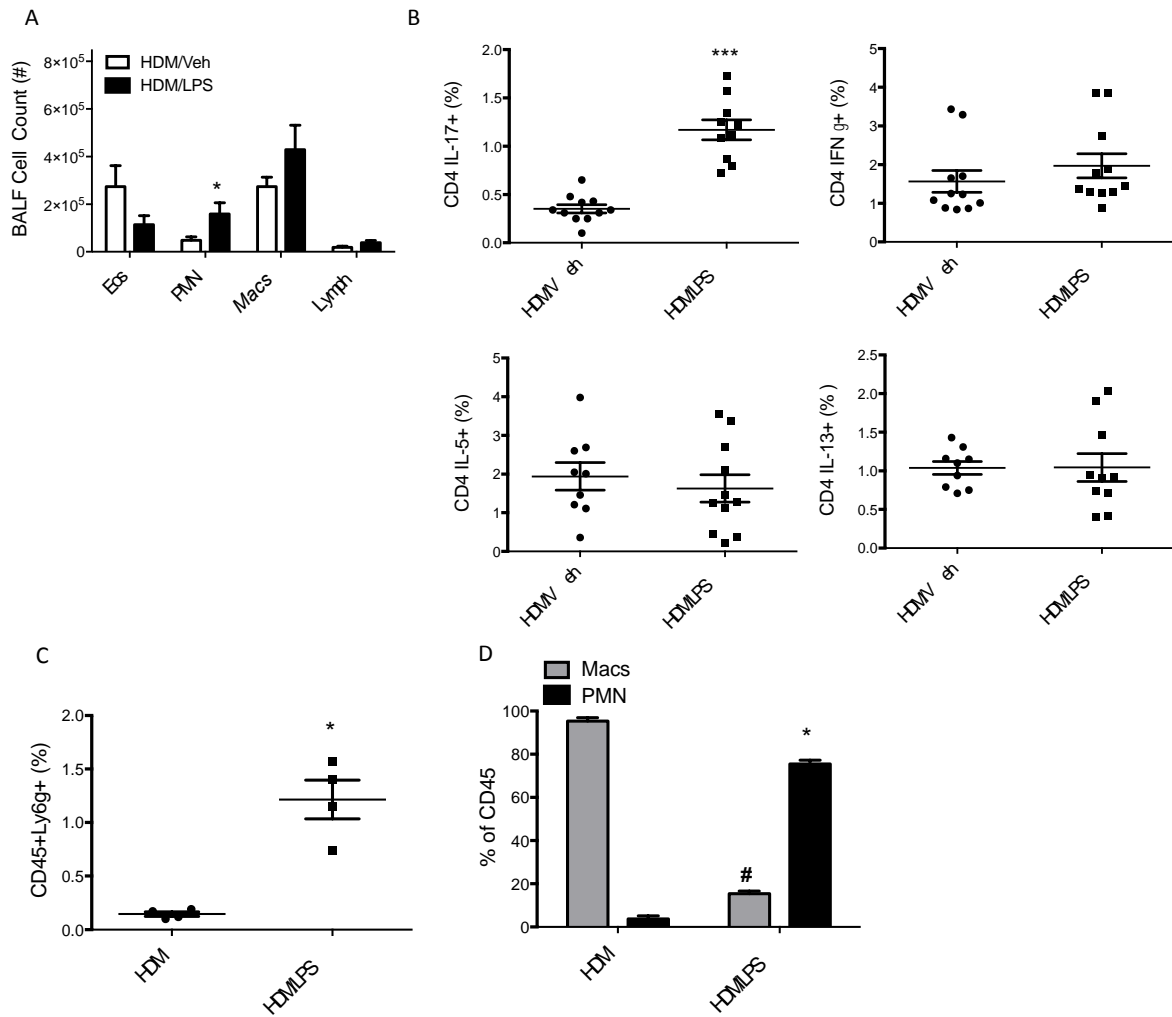 A
BALF Cell Count (#)
8×10⁵
6×10⁵
4×10⁵
2×10⁵
0
HDM/Veh
HDM/LPS
*
Eos
PMN
Macs
Lymph
B
CD4 IL-17+ (%)
2.0
1.5
1.0
0.5
0.0
***
HDM/V eh
HDM/LPS
CD4 IFN g+ (%)
5
4
3
2
1
0
HDM/V eh
HDM/LPS
CD4 IL-5+ (%)
5
4
3
2
1
0
HDM/V eh
HDM/LPS
CD4 IL-13+ (% )
2.5
2.0
1.5
1.0
0.5
0.0
HDM/V eh
HDM/LPS
C
CD45+Ly6g+ (%)
2.0
1.5
1.0
0.5
0.0
*
HDM
HDM/LPS
D
Macs
PMN
% of CD45
100
80
60
40
20
0
#
*
HDM
HDM/LPS